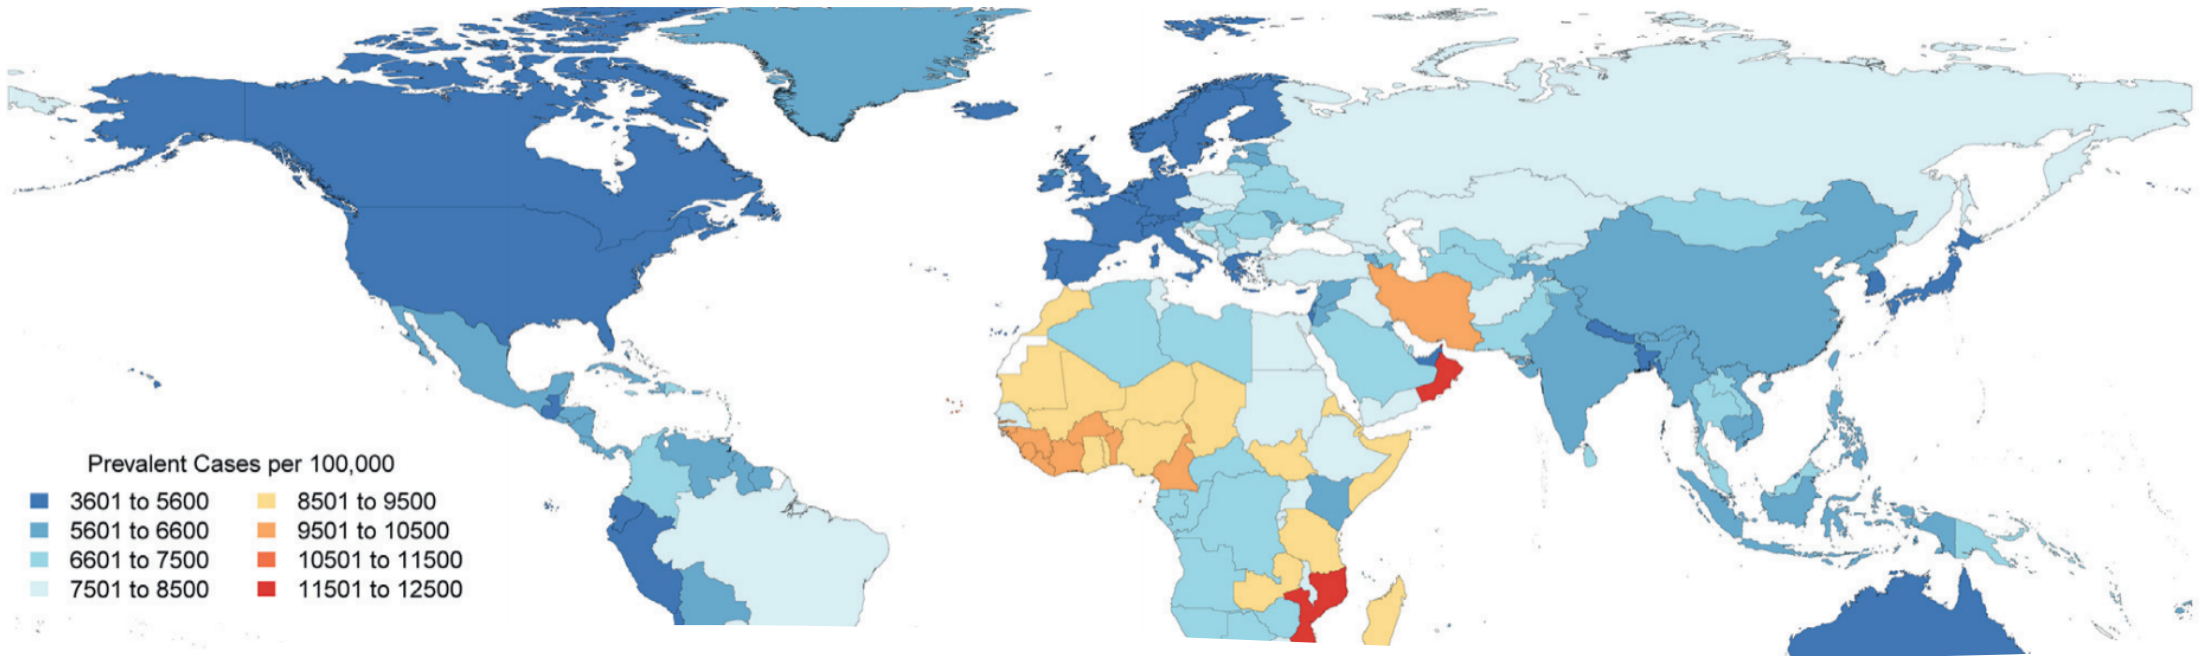 Prevalent Cases per 100,000
3601 to 5600
5601 to 6600
6601 to 7500
7501 to 8500
8501 to 9500
9501 to 10500
10501 to 11500
11501 to 12500